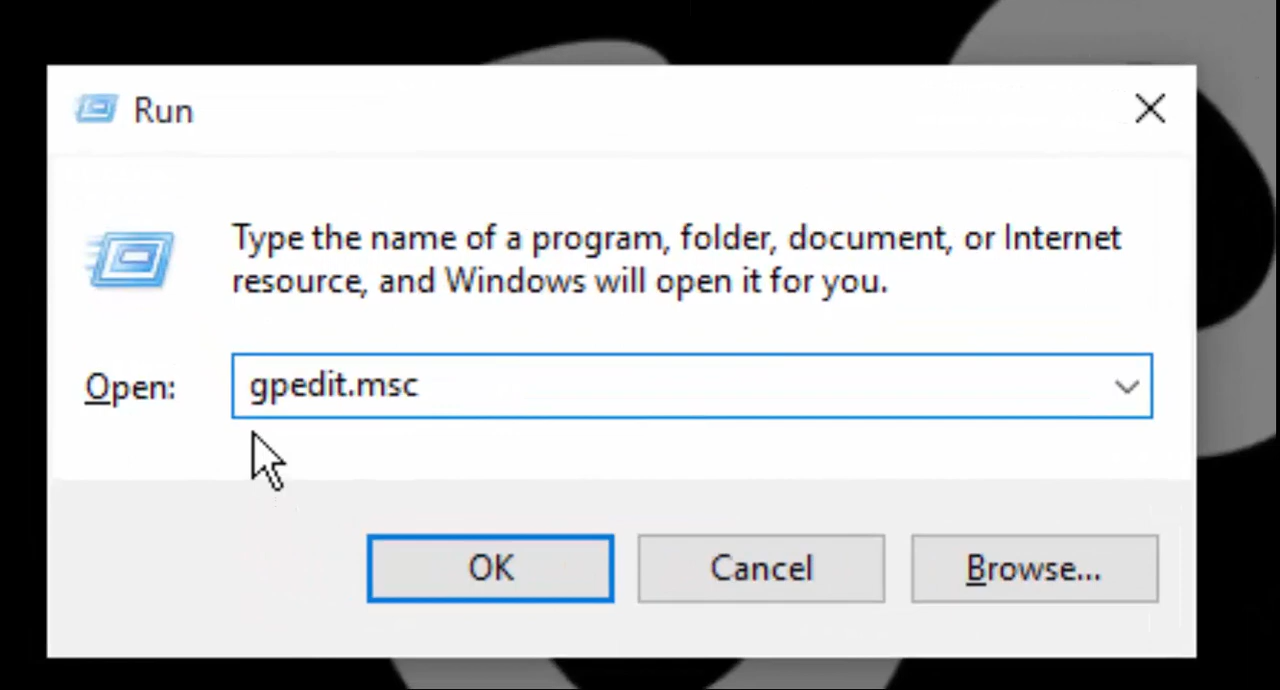 Run
Type the name of a program, folder, document, or Internet
resource, and Windows will open it for you.
Open: gpedit.msc
OK Cancel Browse...